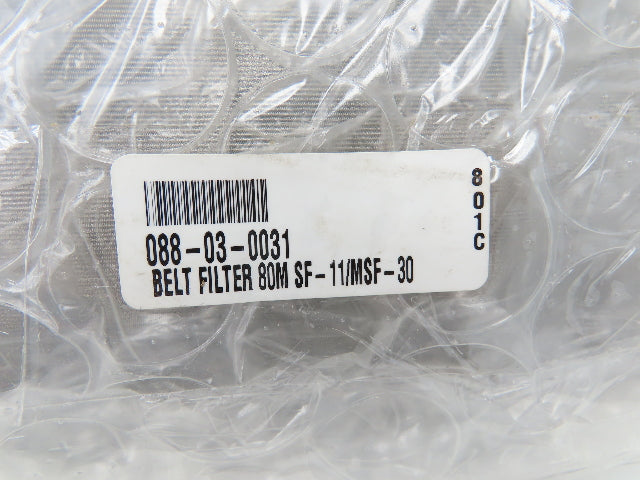 088-03-0031
BELT FILTER 80M SF-11/MSF-30
801C